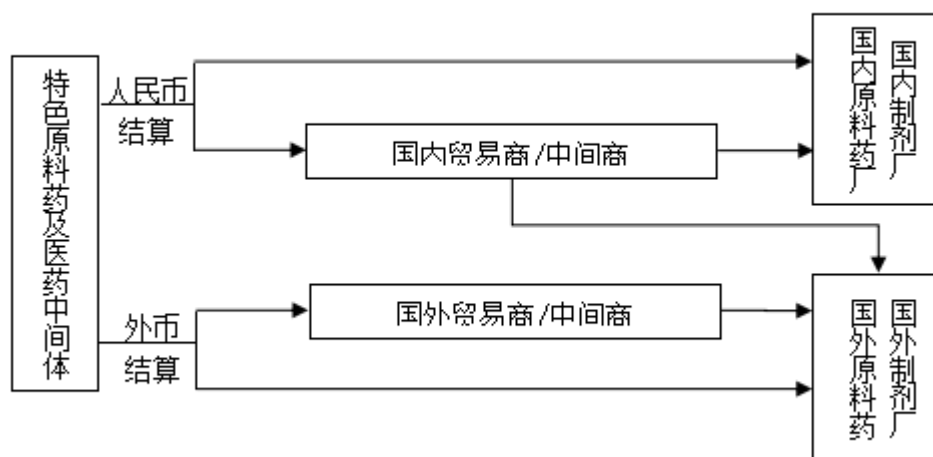 特色原料药及医药中间体
人民币
结算
国内贸易商/中间商
国内原料药厂
国内制剂厂
外币
结算
国外贸易商/中间商
国外原料药
国外制剂厂